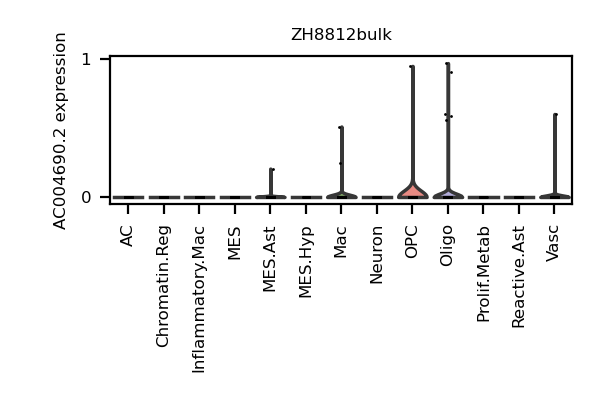 ZH8812bulk
AC004690.2 expression
1
0
AC
Chromatin.Reg
Inflammatory.Mac
MES
MES.Ast
MES.Hyp
Mac
Neuron
OPC
Oligo
Prolif.Metab
Reactive.Ast
Vasc